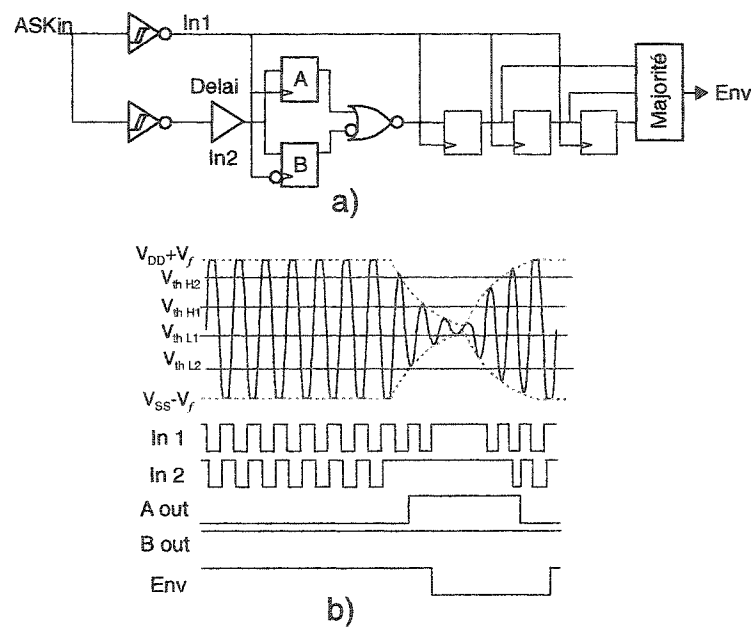 ASKin
In1
Delai
In2
A
B
Majorité
Env
a)
V_DD+V_f
V_th H2
V_th H1
V_th L1
V_th L2
V_SS-V_f
In 1
In 2
A out
B out
Env
b)